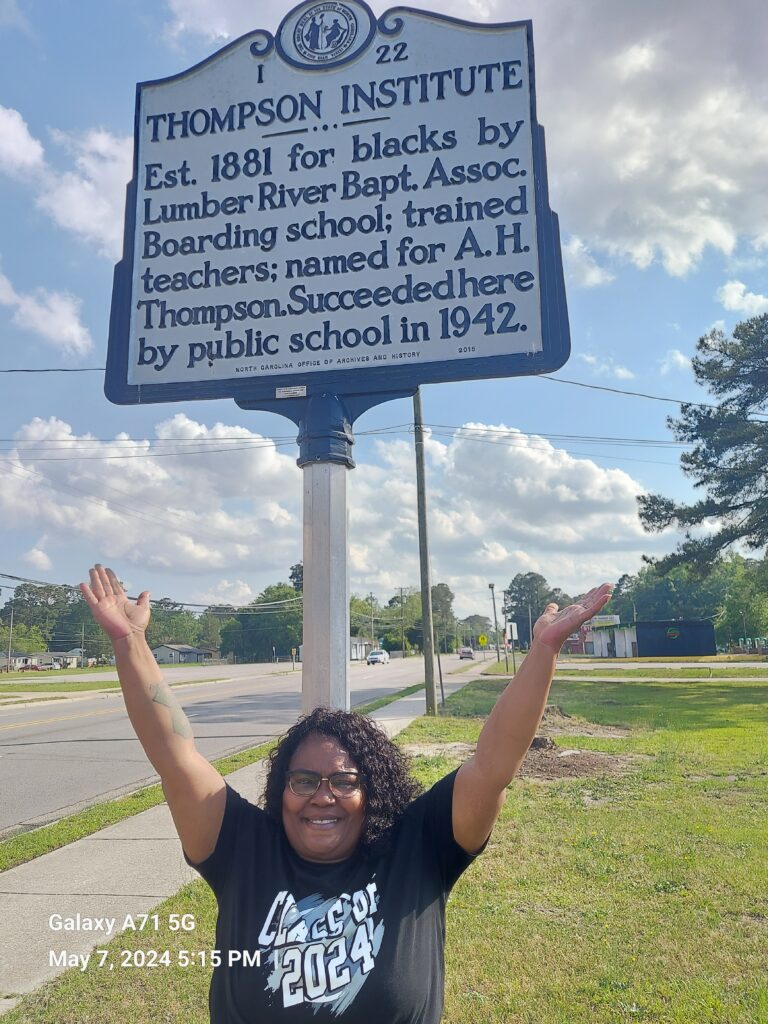 I 22
THOMPSON INSTITUTE
Est. 1881 for blacks by
Lumber River Bapt. Assoc.
Boarding school; trained
teachers; named for A.H.
Thompson. Succeeded here
by public school in 1942.
NORTH CAROLINA OFFICE OF ARCHIVES AND HISTORY 2015
CLASS OF
2024
Galaxy A71 5G
May 7, 2024 5:15 PM